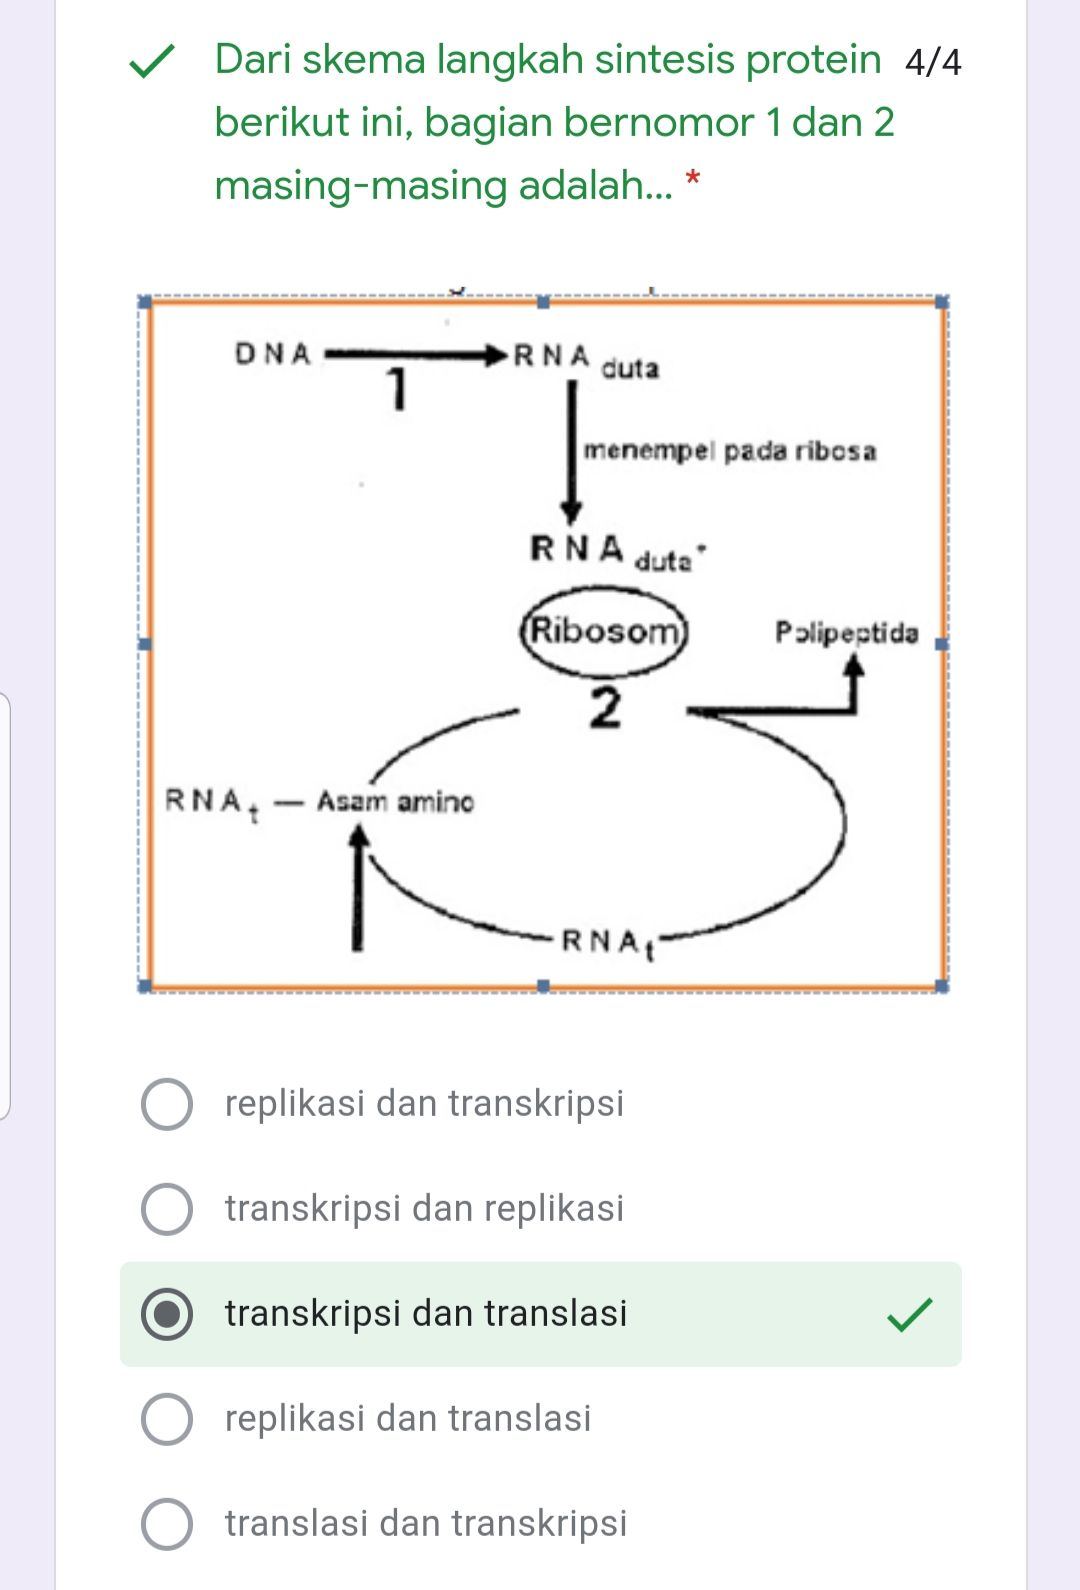 Dari skema langkah sintesis protein 4/4
berikut ini, bagian bernomor 1 dan 2
masing-masing adalah... *
DNA RNA duta
1
menempel pada ribosa
RNA duta
Ribosom
Polipeptida
2
RNA t — Asam amino
RNA t
replikasi dan transkripsi
transkripsi dan replikasi
transkripsi dan translasi
replikasi dan translasi
translasi dan transkripsi